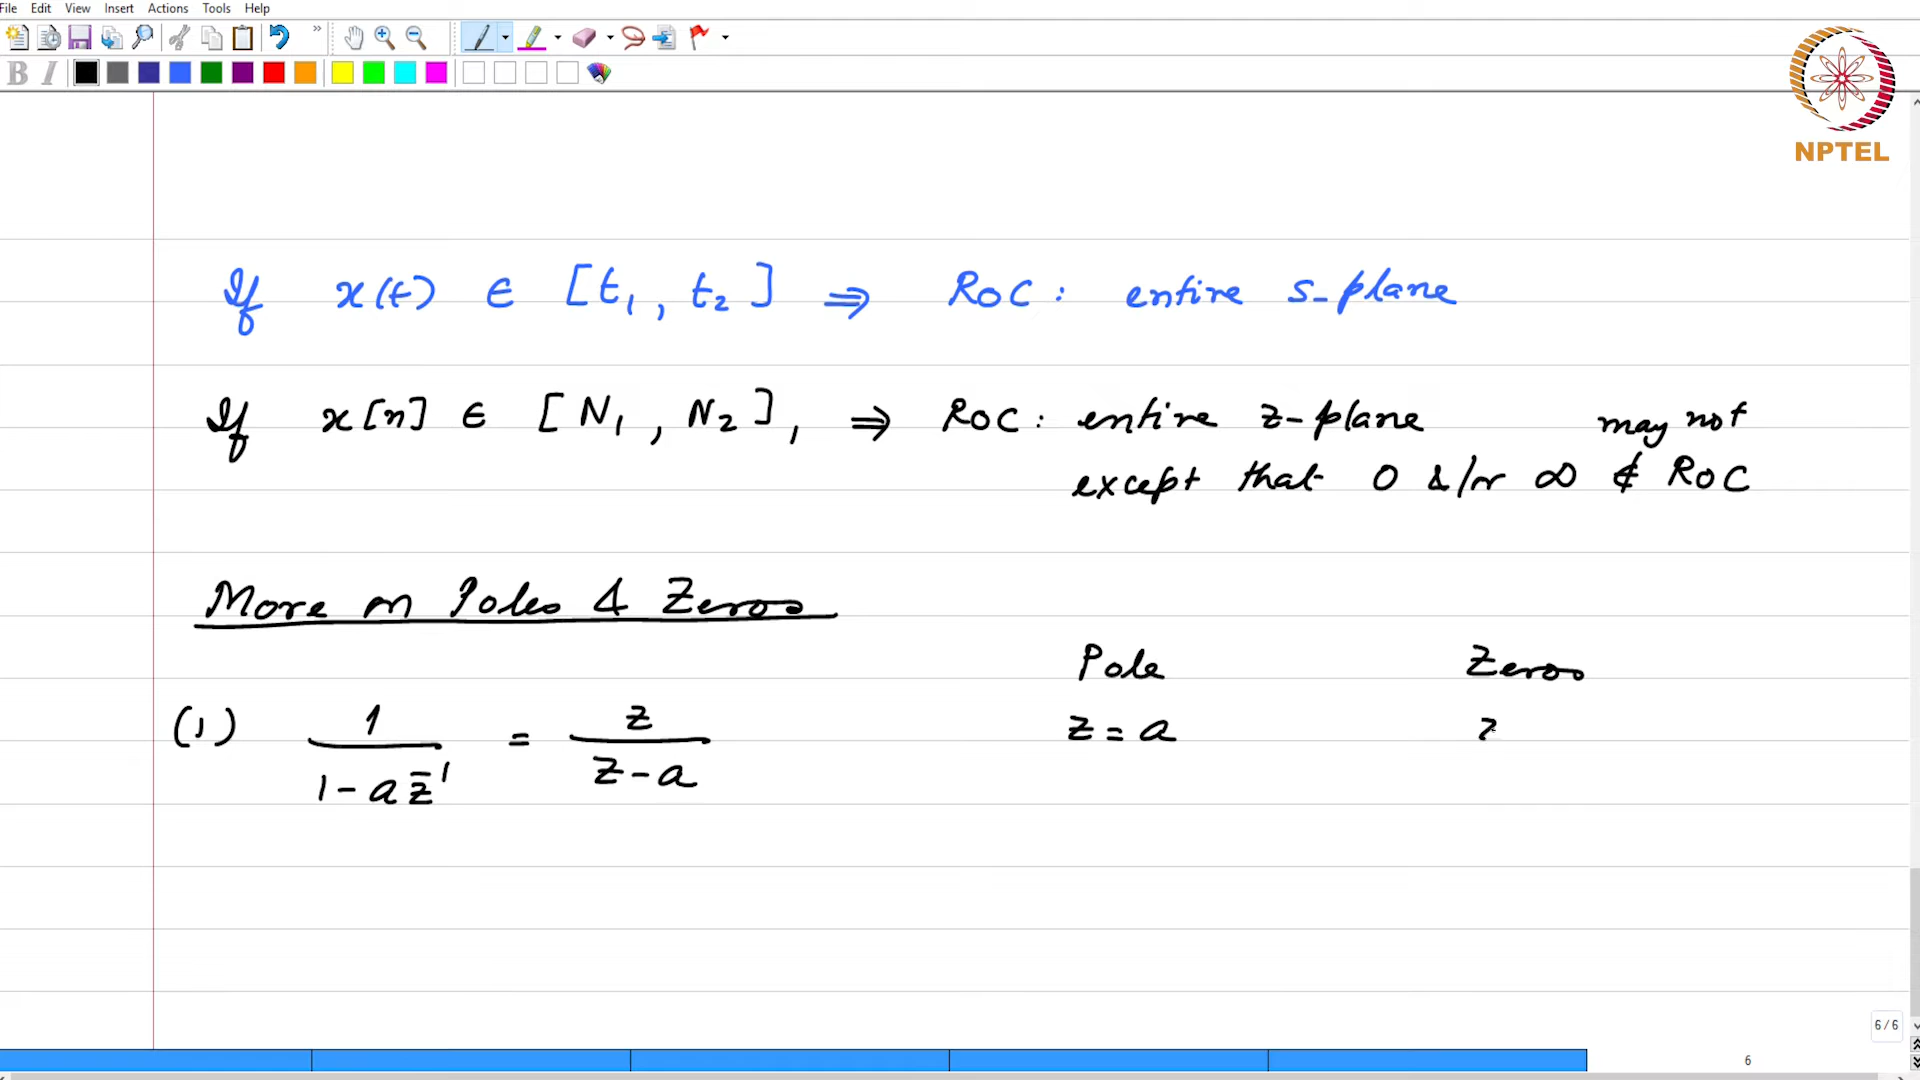 File Edit View Insert Actions Tools Help
B I
NPTEL
If x(t) ∈ [t₁, t₂] ⇒ RoC: entire s-plane
If x[n] ∈ [N₁, N₂], ⇒ RoC: entire z-plane may not
except that 0 &/or ∞ ∉ RoC
More on Poles & Zeros
Pole Zeros
(1) 1/(1-az⁻¹) = z/(z-a) z=a z
6/6
6